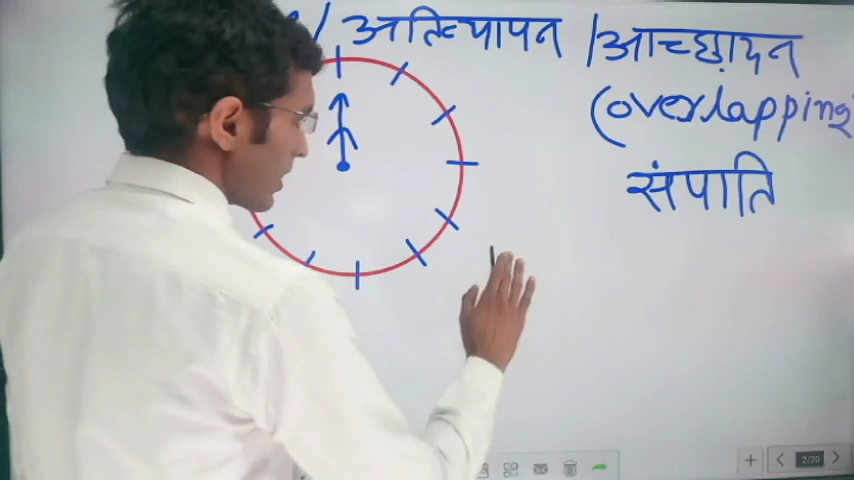 / अतिव्यापन / आच्छादन
(overlapping
संपाति
2/20